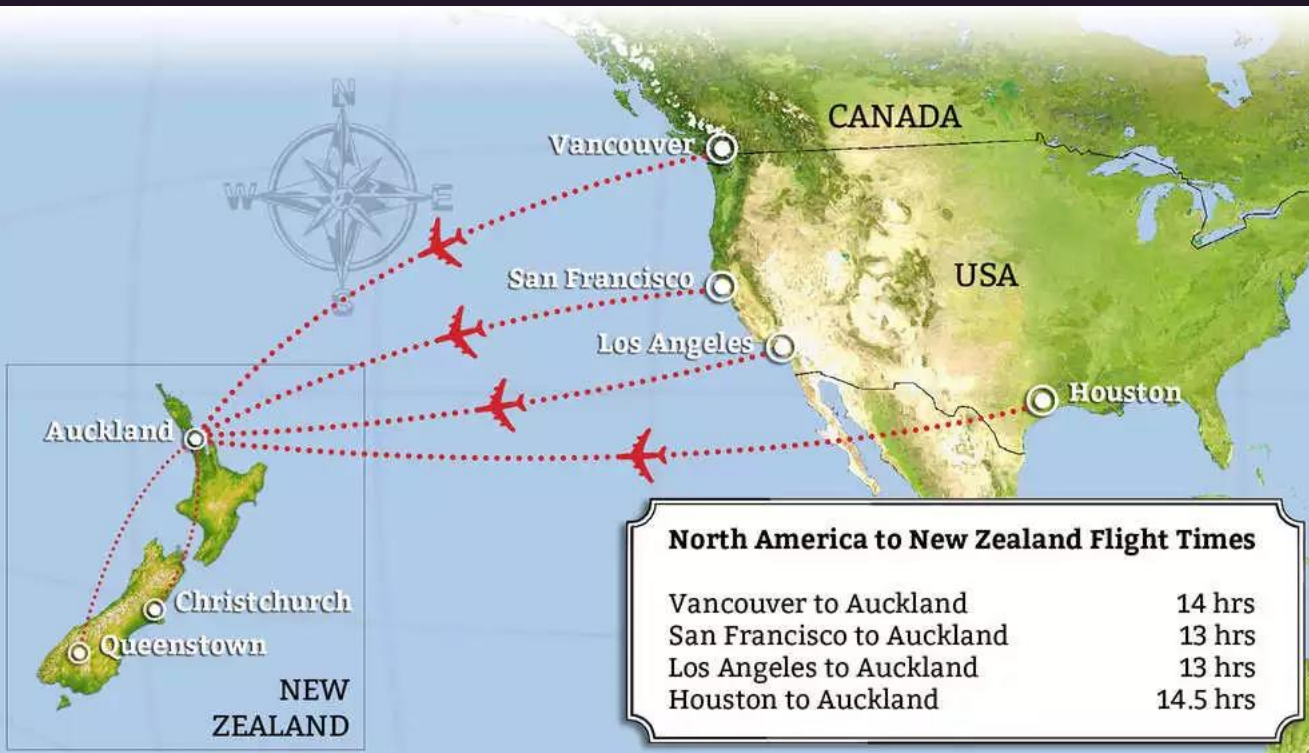 N
W
E
S
CANADA
Vancouver
San Francisco
USA
Los Angeles
Houston
Auckland
Christchurch
Queenstown
NEW
ZEALAND
North America to New Zealand Flight Times
Vancouver to Auckland 14 hrs
San Francisco to Auckland 13 hrs
Los Angeles to Auckland 13 hrs
Houston to Auckland 14.5 hrs